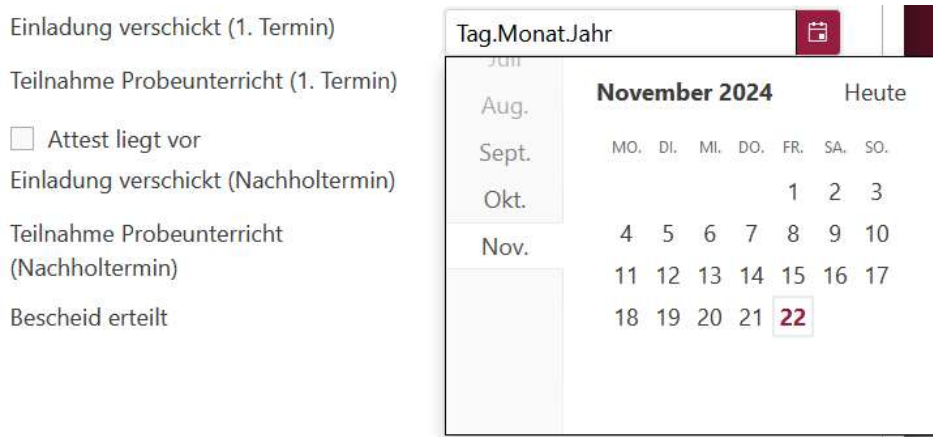 Einladung verschickt (1. Termin)
Tag.Monat.Jahr
Teilnahme Probeunterricht (1. Termin)
Attest liegt vor
Einladung verschickt (Nachholtermin)
Teilnahme Probeunterricht
(Nachholtermin)
Bescheid erteilt
Juli
Aug.
Sept.
Okt.
Nov.
November 2024 Heute
MO. DI. MI. DO. FR. SA. SO.
1 2 3
4 5 6 7 8 9 10
11 12 13 14 15 16 17
18 19 20 21 22